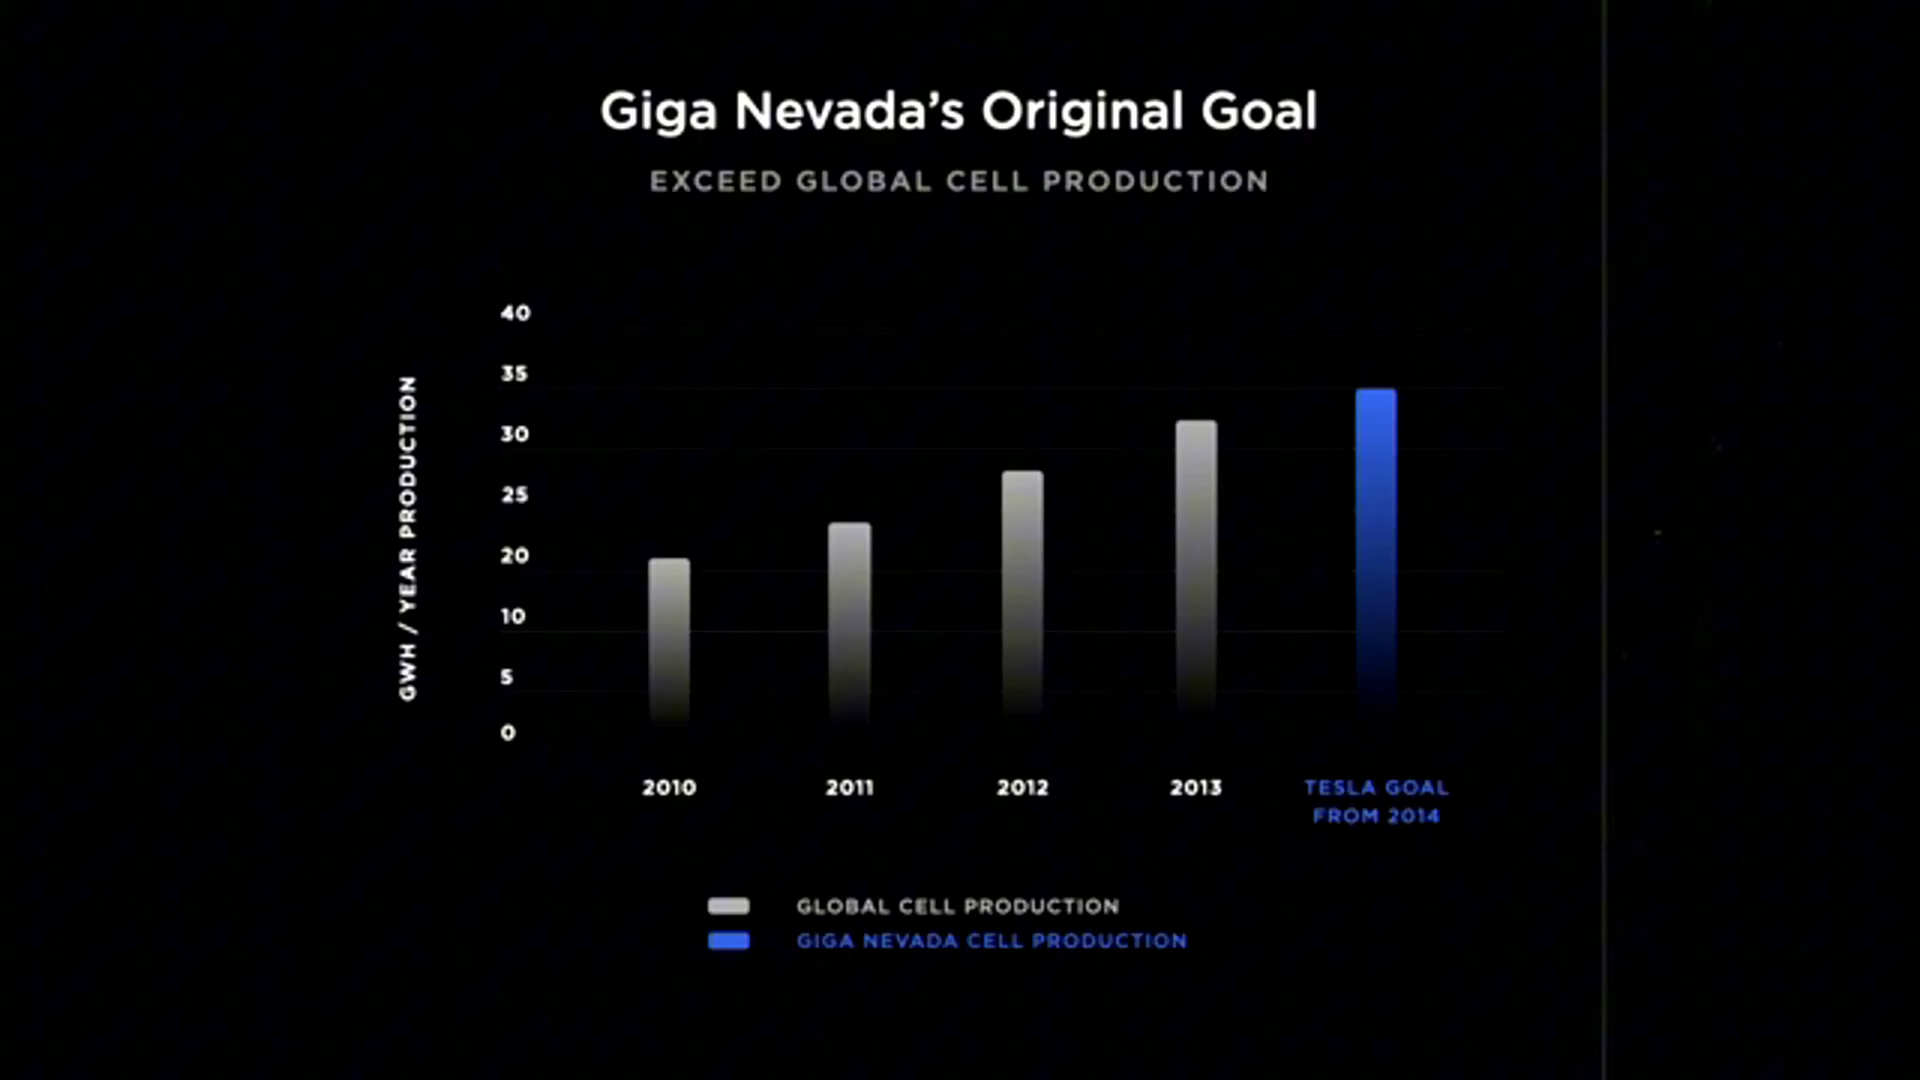 Giga Nevada’s Original Goal
EXCEED GLOBAL CELL PRODUCTION
GWH / YEAR PRODUCTION
40
35
30
25
20
10
5
0
2010
2011
2012
2013
TESLA GOAL
FROM 2014
GLOBAL CELL PRODUCTION
GIGA NEVADA CELL PRODUCTION